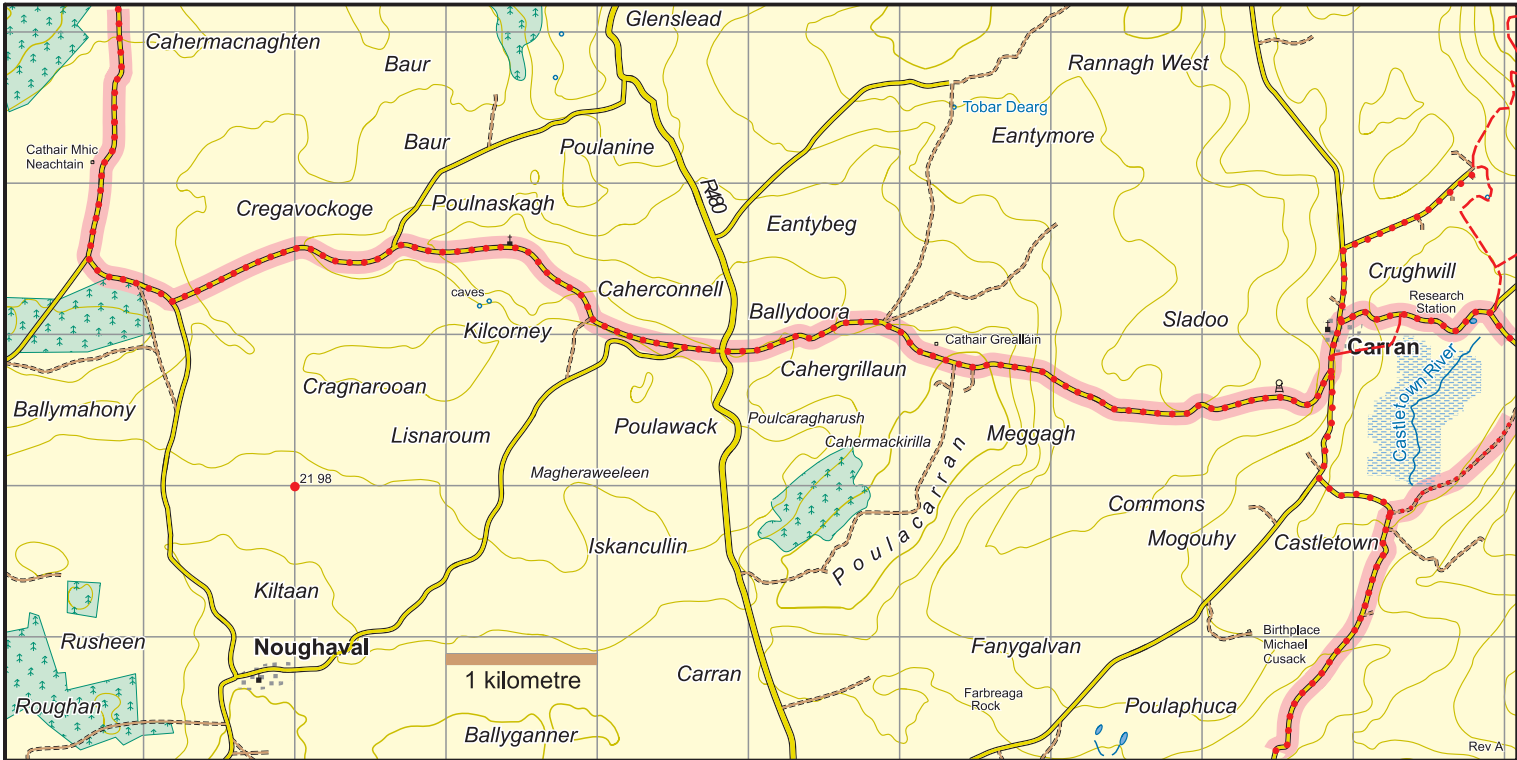 Glenslead
Cahermacnaghten
Baur
Rannagh West
Tobar Dearg
Eantymore
Baur
Poulanine
Cathair Mhic
Neachtain
R480
Cregavockoge
Poulnaskagh
Eantybeg
Crughwill
Research
Station
caves
Caherconnell
Ballydoora
Kilcorney
Sladoo
Cathair Greallain
Carran
Cragnarooan
Cahergrillaun
Castletown River
Ballymahony
Lisnaroum
Poulawack
Poulcaragharush
Cahermackirilla
Meggagh
Magheraweeleen
21 98
Commons
Poulacarran
Mogouhy
Castletown
Iskancullin
Kiltaan
Rusheen
Noughaval
Birthplace
Michael
Cusack
Fanygalvan
1 kilometre
Carran
Farbreaga
Rock
Roughan
Poulaphuca
Ballyganner
Rev A